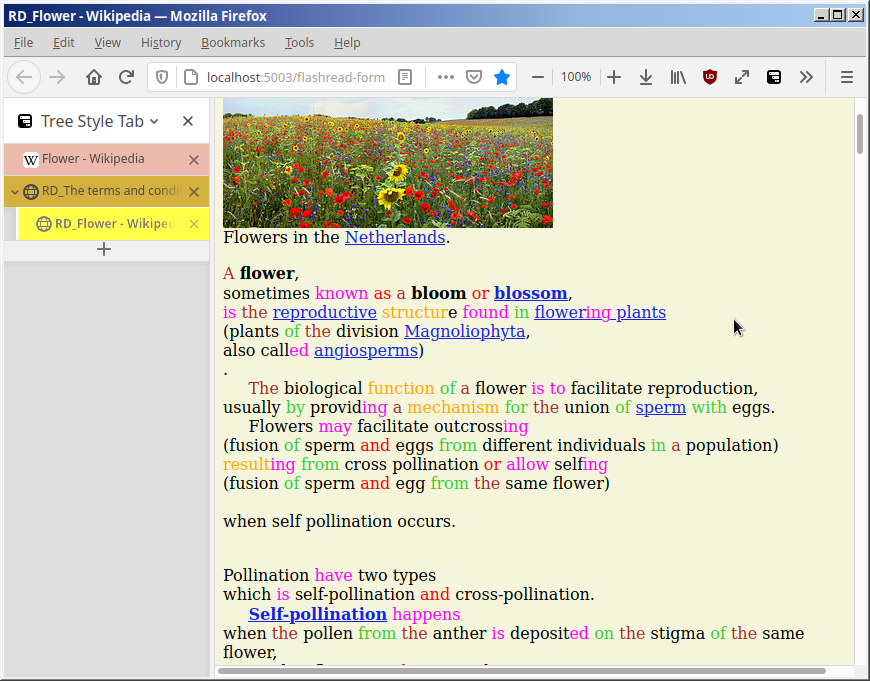 RD_Flower - Wikipedia — Mozilla Firefox
File Edit View History Bookmarks Tools Help
localhost:5003/flashread-form 100%
Tree Style Tab
Flower - Wikipedia
RD_The terms and condi
RD_Flower - Wikiped
Flowers in the Netherlands.
A flower,
sometimes known as a bloom or blossom,
is the reproductive structure found in flowering plants
(plants of the division Magnoliophyta,
also called angiosperms)
.
The biological function of a flower is to facilitate reproduction,
usually by providing a mechanism for the union of sperm with eggs.
Flowers may facilitate outcrossing
(fusion of sperm and eggs from different individuals in a population)
resulting from cross pollination or allow selfing
(fusion of sperm and egg from the same flower)
when self pollination occurs.
Pollination have two types
which is self-pollination and cross-pollination.
Self-pollination happens
when the pollen from the anther is deposited on the stigma of the same
flower,